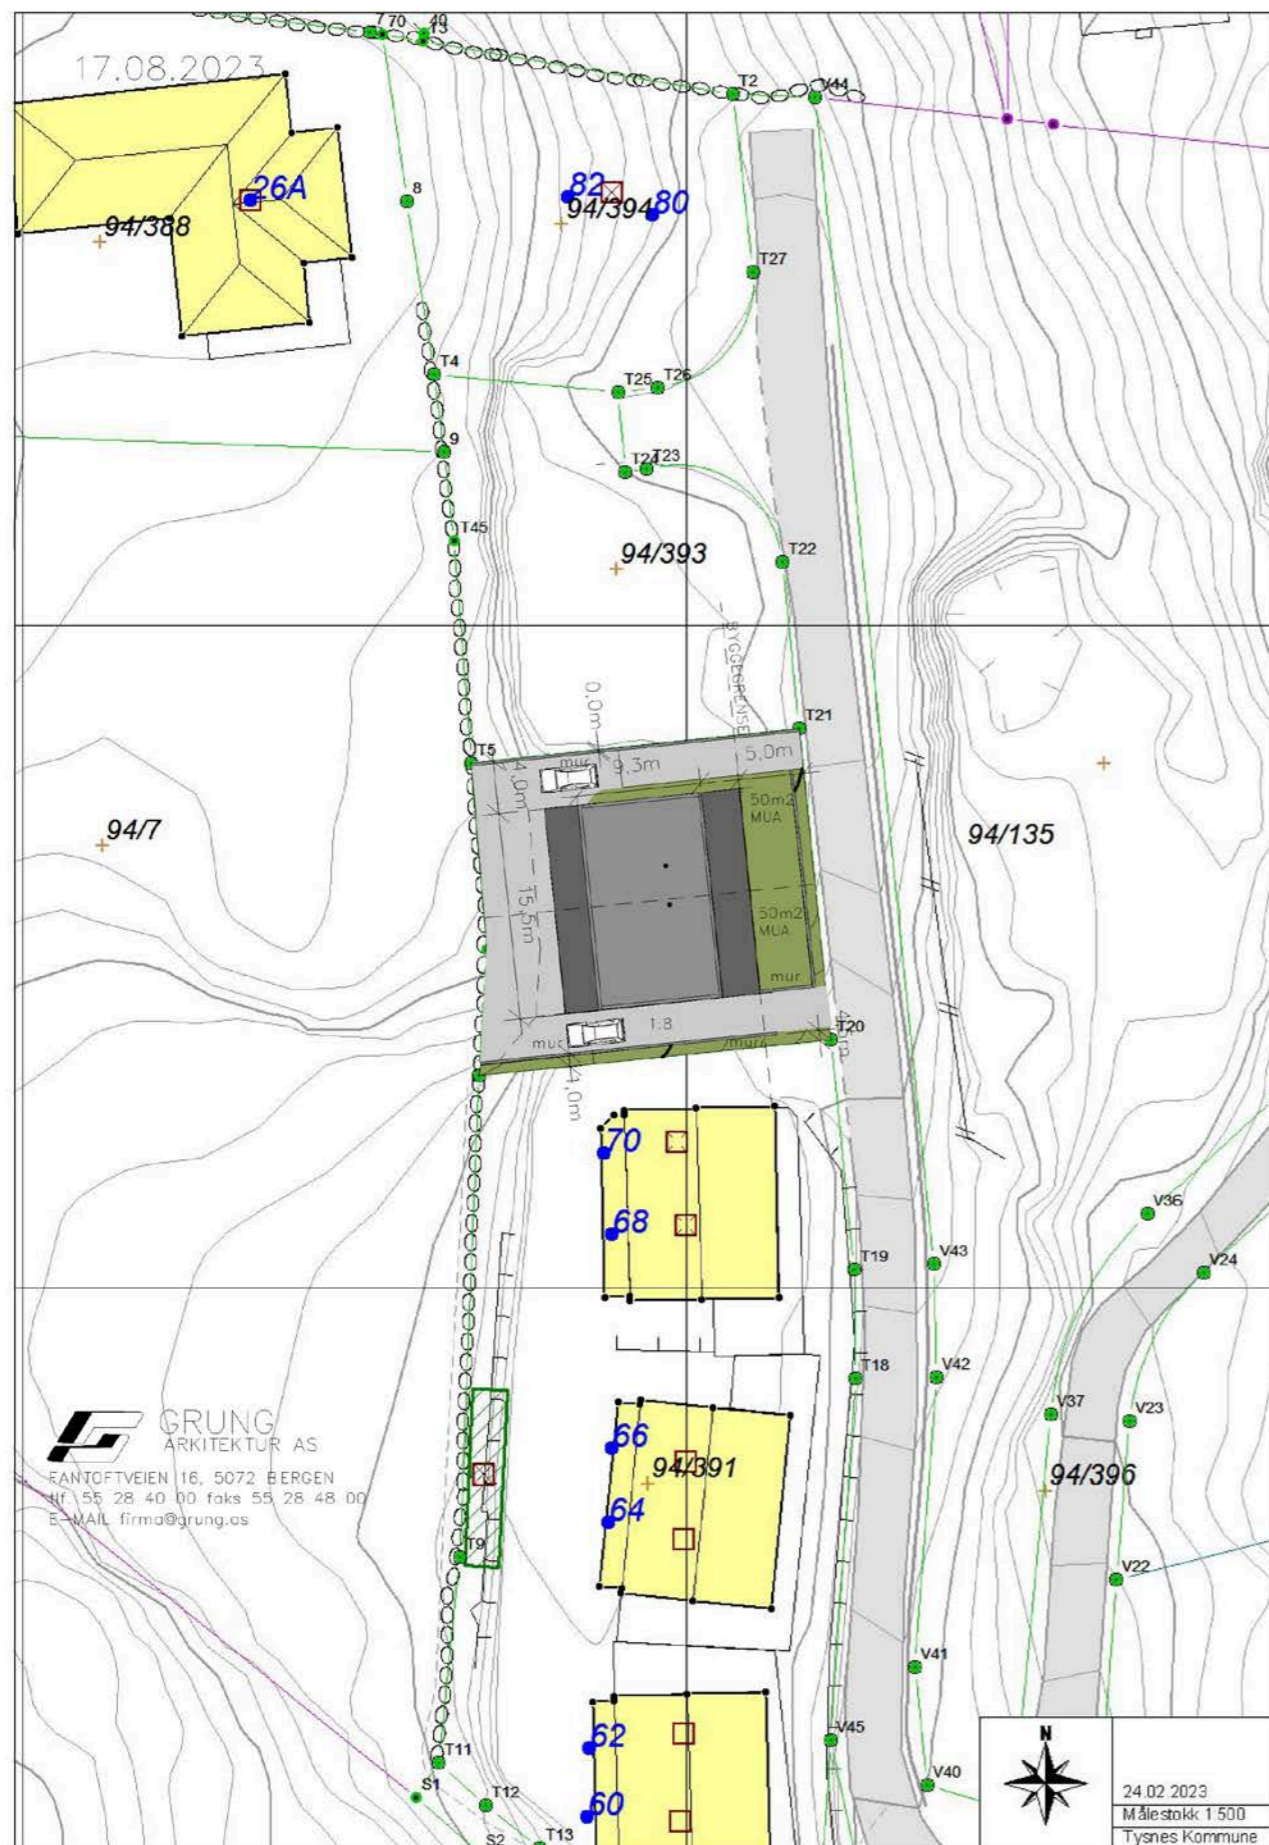 7
70
40
T3
17.08.2023
T2
V44
26A
82
80
8
94/394
94/388
T27
T4
T25
T26
9
T24
T23
T45
94/393
T22
BYGGEGRENSE
0,0m
T21
T5
mur
9,3m
5,0m
4,0m
50m2
MUA
94/7
94/135
15,5m
50m2
MUA
mur
1:8
T20
mur
mur
4,0m
70
68
V36
T19
V43
V24
T18
V42
V37
V23
GRUNG
ARKITEKTUR AS
66
94/391
94/396
FANTOFTVEIEN 16, 5072 BERGEN
tlf. 55 28 40 00 faks 55 28 48 00
E-MAIL firma@grung.as
64
T9
V22
V41
62
V45
T11
N
S1
T12
60
V40
24.02.2023
Målestokk 1:500
S2
T13
Tysnes Kommune